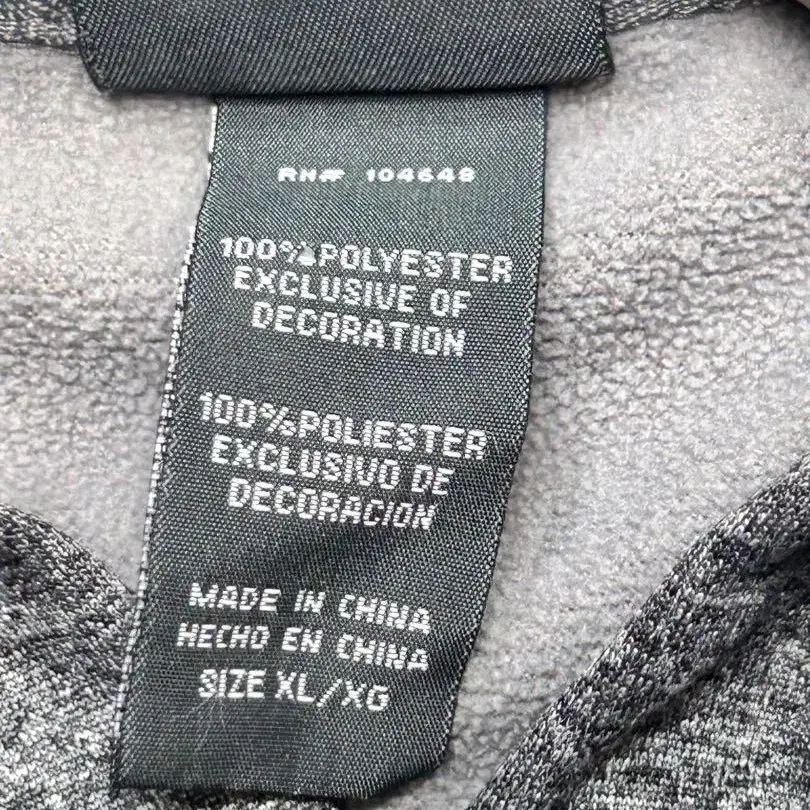 RN# 104648
100% POLYESTER
EXCLUSIVE OF
DECORATION
100%POLIESTER
EXCLUSIVO DE
DECORACION
MADE IN CHINA
HECHO EN CHINA
SIZE XL/XG